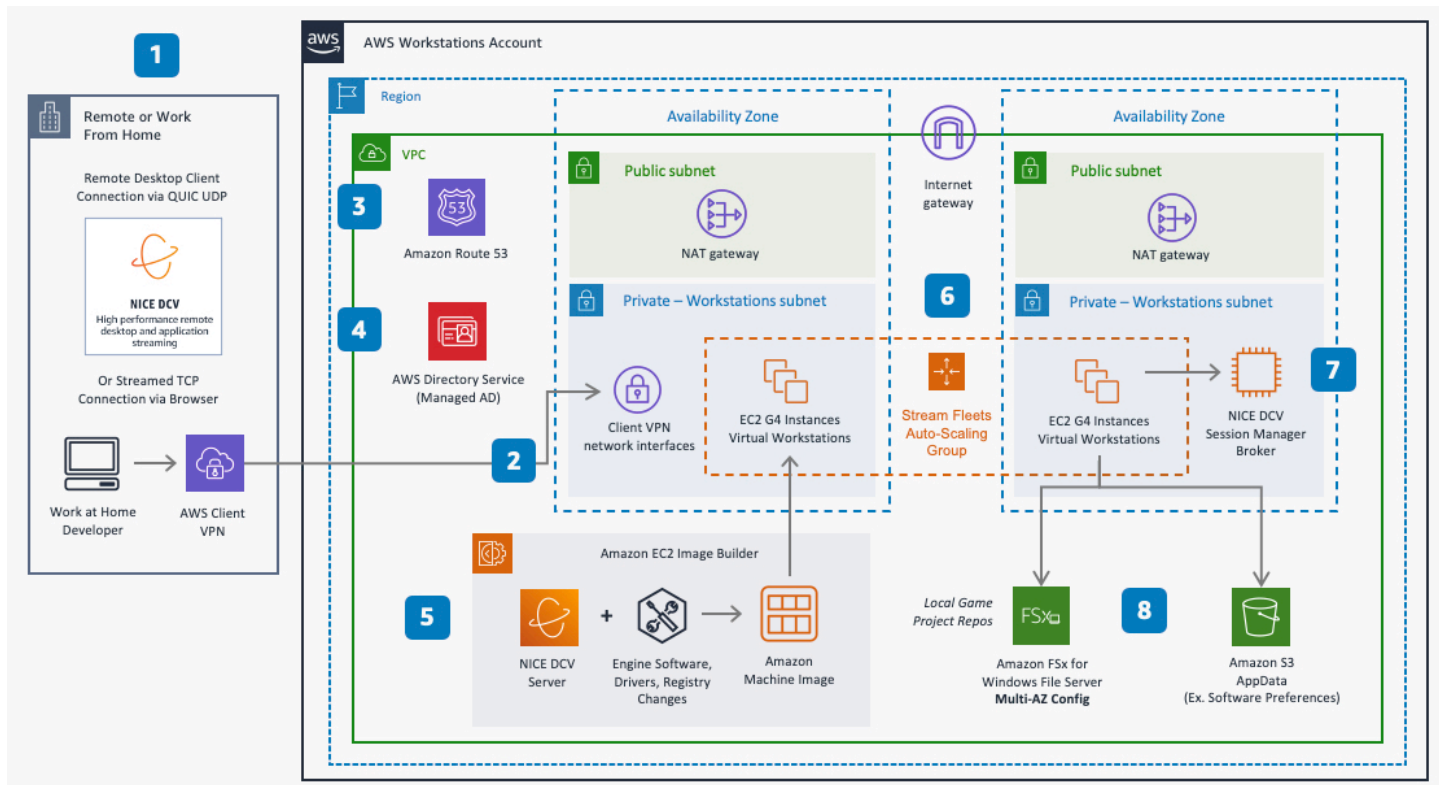 1
aws
AWS Workstations Account
Region
Remote or Work
From Home
Remote Desktop Client
Connection via QUIC UDP
NICE DCV
High performance remote
desktop and application
streaming
Or Streamed TCP
Connection via Browser
Work at Home
Developer
AWS Client
VPN
2
VPC
3
53
Amazon Route 53
4
AWS Directory Service
(Managed AD)
Availability Zone
Public subnet
NAT gateway
Private – Workstations subnet
Client VPN
network interfaces
EC2 G4 Instances
Virtual Workstations
Internet
gateway
6
Stream Fleets
Auto-Scaling
Group
Availability Zone
Public subnet
NAT gateway
Private – Workstations subnet
EC2 G4 Instances
Virtual Workstations
7
NICE DCV
Session Manager
Broker
5
Amazon EC2 Image Builder
NICE DCV
Server
+
Engine Software,
Drivers, Registry
Changes
Amazon
Machine Image
Local Game
Project Repos
FSx
8
Amazon FSx for
Windows File Server
Multi-AZ Config
Amazon S3
AppData
(Ex. Software Preferences)